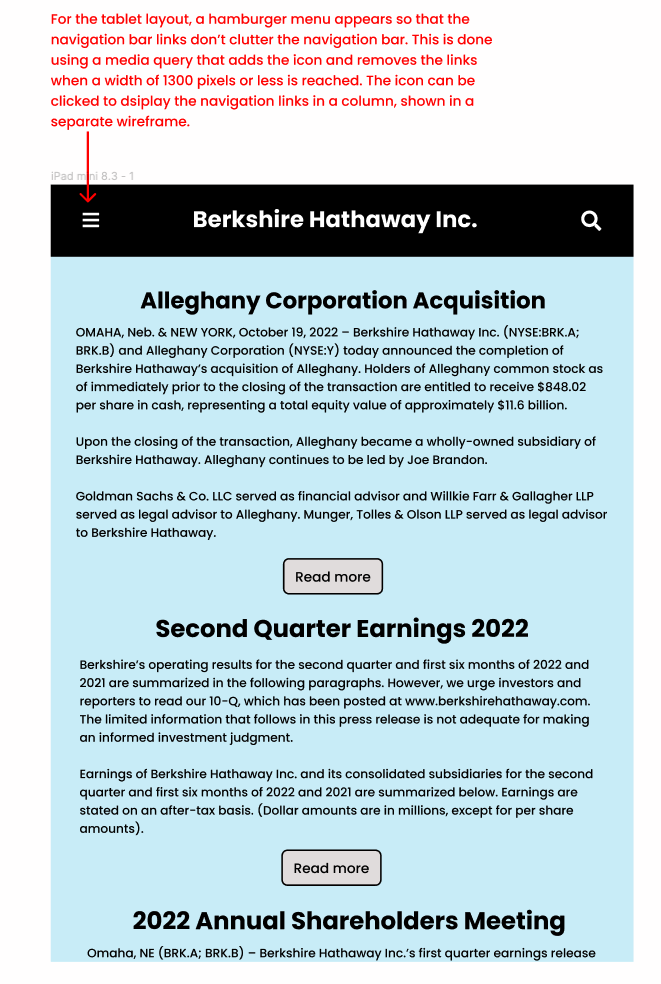 For the tablet layout, a hamburger menu appears so that the
navigation bar links don’t clutter the navigation bar. This is done
using a media query that adds the icon and removes the links
when a width of 1300 pixels or less is reached. The icon can be
clicked to dsiplay the navigation links in a column, shown in a
separate wireframe.
iPad mini 8.3 - 1
Berkshire Hathaway Inc.
Alleghany Corporation Acquisition
OMAHA, Neb. & NEW YORK, October 19, 2022 – Berkshire Hathaway Inc. (NYSE:BRK.A;
BRK.B) and Alleghany Corporation (NYSE:Y) today announced the completion of
Berkshire Hathaway’s acquisition of Alleghany. Holders of Alleghany common stock as
of immediately prior to the closing of the transaction are entitled to receive $848.02
per share in cash, representing a total equity value of approximately $11.6 billion.
Upon the closing of the transaction, Alleghany became a wholly-owned subsidiary of
Berkshire Hathaway. Alleghany continues to be led by Joe Brandon.
Goldman Sachs & Co. LLC served as financial advisor and Willkie Farr & Gallagher LLP
served as legal advisor to Alleghany. Munger, Tolles & Olson LLP served as legal advisor
to Berkshire Hathaway.
Read more
Second Quarter Earnings 2022
Berkshire’s operating results for the second quarter and first six months of 2022 and
2021 are summarized in the following paragraphs. However, we urge investors and
reporters to read our 10-Q, which has been posted at www.berkshirehathaway.com.
The limited information that follows in this press release is not adequate for making
an informed investment judgment.
Earnings of Berkshire Hathaway Inc. and its consolidated subsidiaries for the second
quarter and first six months of 2022 and 2021 are summarized below. Earnings are
stated on an after-tax basis. (Dollar amounts are in millions, except for per share
amounts).
Read more
2022 Annual Shareholders Meeting
Omaha, NE (BRK.A; BRK.B) – Berkshire Hathaway Inc.’s first quarter earnings release